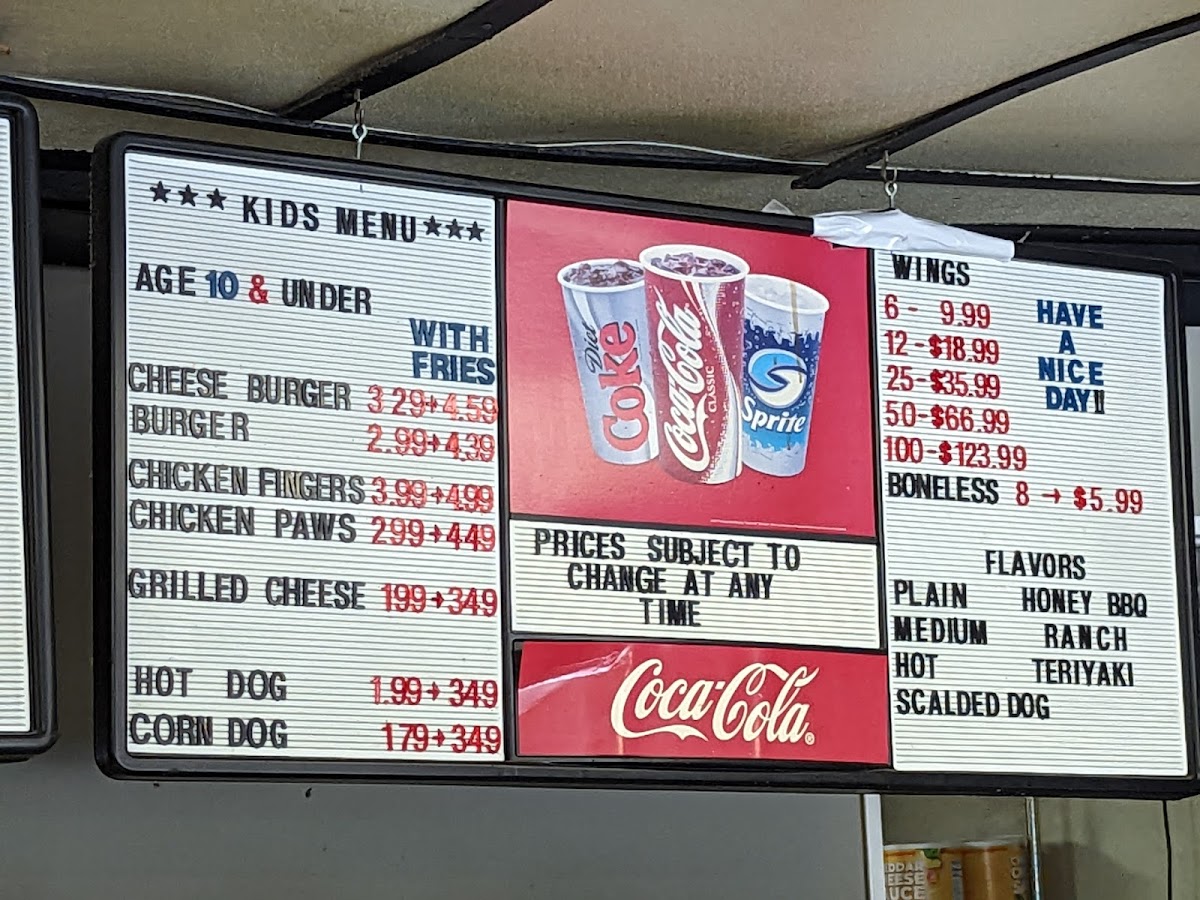 ★★★ KIDS MENU ★★★
AGE 10 & UNDER
WITH
FRIES
CHEESE BURGER 3 29→4.59
BURGER 2.99→4.39
CHICKEN FINGERS 3.99→4.99
CHICKEN PAWS 299→449
GRILLED CHEESE 199→349
HOT DOG 1.99→349
CORN DOG 179→349
Diet Coke
Coca-Cola CLASSIC
Sprite
PRICES SUBJECT TO
CHANGE AT ANY
TIME
Coca-Cola®
WINGS
6 - 9.99
12 - $18.99
25 - $35.99
50 - $66.99
100 - $123.99
HAVE
A
NICE
DAY!!
BONELESS 8 → $5.99
FLAVORS
PLAIN HONEY BBQ
MEDIUM RANCH
HOT TERIYAKI
SCALDED DOG